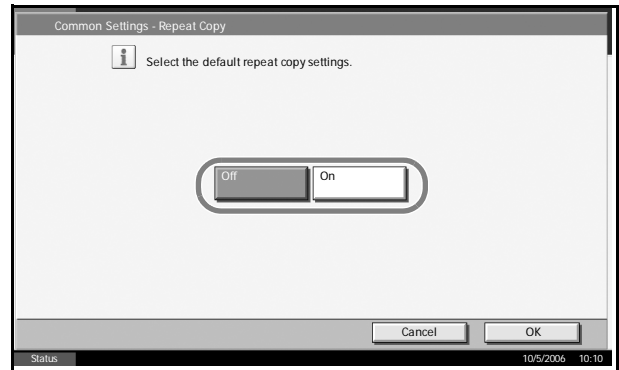 Common Settings - Repeat Copy
i Select the default repeat copy settings.
Off On
Cancel OK
Status 10/5/2006 10:10